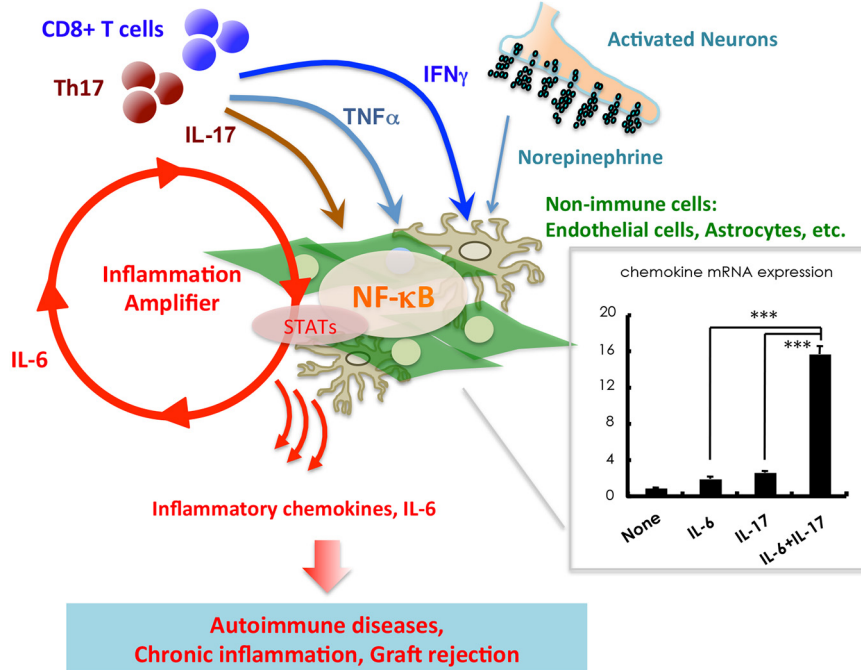 CD8+ T cells
Activated Neurons
IFNγ
Th17
TNFα
IL-17
Norepinephrine
Non-immune cells:
Endothelial cells, Astrocytes, etc.
Inflammation
Amplifier
NF-κB
STATs
IL-6
chemokine mRNA expression
20
16
12
8
4
0
***
***
None
IL-6
IL-17
IL-6+IL-17
Inflammatory chemokines, IL-6
Autoimmune diseases,
Chronic inflammation, Graft rejection